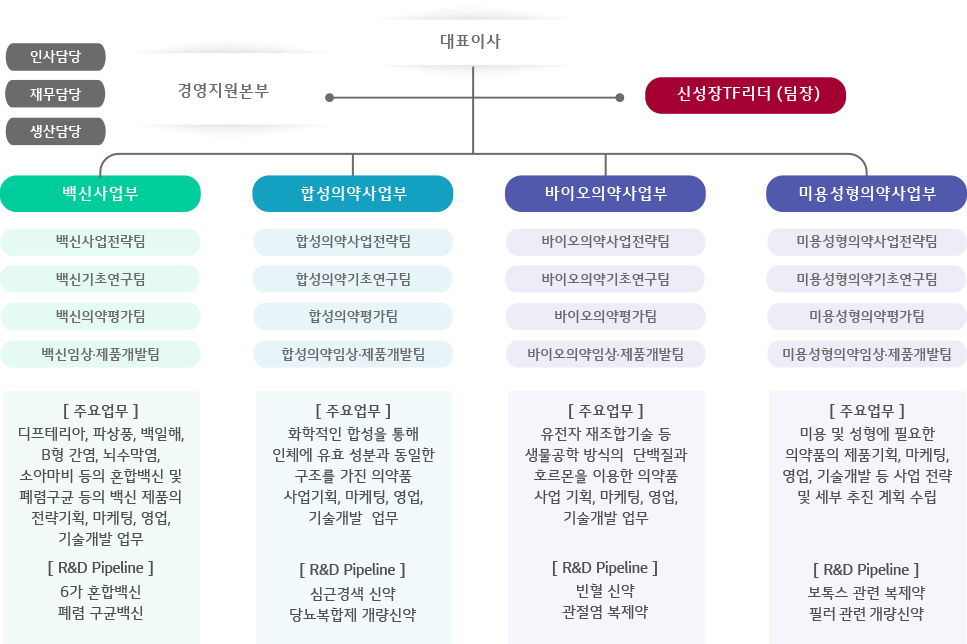 대표이사
인사담당
재무담당
생산담당
경영지원본부
신성장TF리더 (팀장)
백신사업부
백신사업전략팀
백신기초연구팀
백신의약평가팀
백신임상·제품개발팀
[ 주요업무 ]
디프테리아, 파상풍, 백일해,
B형 간염, 뇌수막염,
소아마비 등의 혼합백신 및
폐렴구균 등의 백신 제품의
전략기획, 마케팅, 영업,
기술개발 업무
[ R&D Pipeline ]
6가 혼합백신
폐렴 구균백신
합성의약사업부
합성의약사업전략팀
합성의약기초연구팀
합성의약평가팀
합성의약임상·제품개발팀
[ 주요업무 ]
화학적인 합성을 통해
인체에 유효 성분과 동일한
구조를 가진 의약품
사업기획, 마케팅, 영업,
기술개발 업무
[ R&D Pipeline ]
심근경색 신약
당뇨복합제 개량신약
바이오의약사업부
바이오의약사업전략팀
바이오의약기초연구팀
바이오의약평가팀
바이오의약임상·제품개발팀
[ 주요업무 ]
유전자 재조합기술 등
생물공학 방식의 단백질과
호르몬을 이용한 의약품
사업 기획, 마케팅, 영업,
기술개발 업무
[ R&D Pipeline ]
빈혈 신약
관절염 복제약
미용성형의약사업부
미용성형의약사업전략팀
미용성형의약기초연구팀
미용성형의약평가팀
미용성형의약임상·제품개발팀
[ 주요업무 ]
미용 및 성형에 필요한
의약품의 제품기획, 마케팅,
영업, 기술개발 등 사업 전략
및 세부 추진 계획 수립
[ R&D Pipeline ]
보톡스 관련 복제약
필러 관련 개량신약